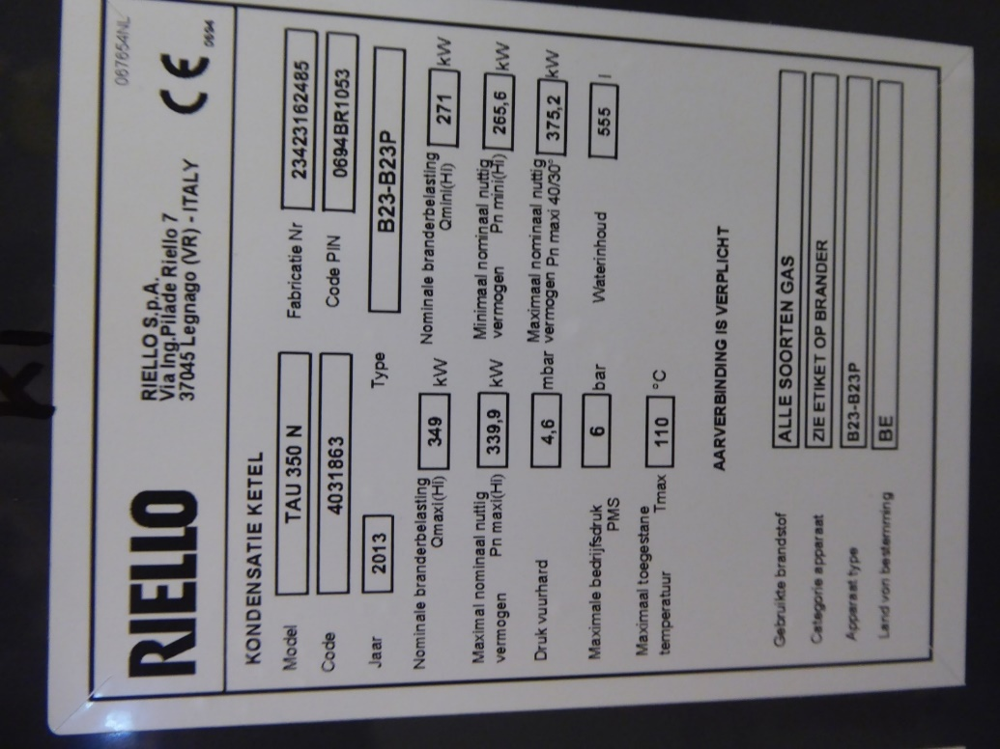 067654NL
RIELLO
RIELLO S.p.A.
Via Ing.Pilade Riello 7
37045 Legnago (VR) - ITALY
CE
0694
KONDENSATIE KETEL
Model TAU 350 N Fabricatie Nr 23423162485
Code 4031863 Code PIN 0694BR1053
Jaar 2013 Type B23-B23P
Nominale branderbelasting Qmaxi(Hi) 349 kW Nominale branderbelasting Qmini(Hi) 271 kW
Maximal nominaal nuttig vermogen Pn maxi(Hi) 339,9 kW Minimaal nominaal nuttig vermogen Pn mini(Hi) 265,6 kW
Druk vuurhard 4,6 mbar Maximaal nominaal nuttig vermogen Pn maxi 40/30° 375,2 kW
Maximale bedrijfsdruk PMS 6 bar Waterinhoud 555 l
Maximaal toegestane temperatuur Tmax 110 °C
AARVERBINDING IS VERPLICHT
Gebruikte brandstof ALLE SOORTEN GAS
Categorie apparaat ZIE ETIKET OP BRANDER
Apparaat type B23-B23P
Land von bestemming BE